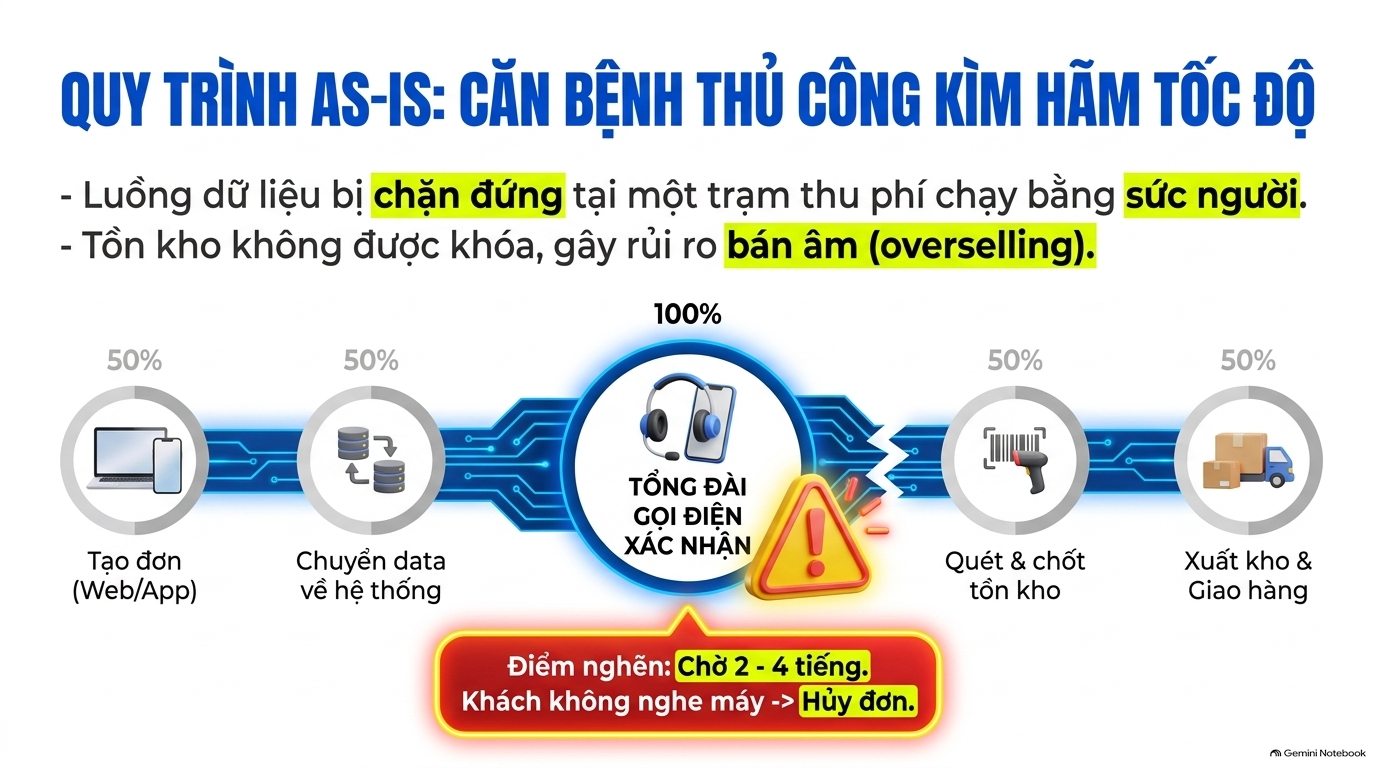 QUY TRÌNH AS-IS: CĂN BỆNH THỦ CÔNG KÌM HÃM TỐC ĐỘ
- Luồng dữ liệu bị chặn đứng tại một trạm thu phí chạy bằng sức người.
- Tồn kho không được khóa, gây rủi ro bán âm (overselling).
50%
50%
100%
50%
50%
TỔNG ĐÀI
GỌI ĐIỆN
XÁC NHẬN
Tạo đơn
(Web/App)
Chuyển data
về hệ thống
Quét & chốt
tồn kho
Xuất kho &
Giao hàng
Điểm nghẽn: Chờ 2 - 4 tiếng.
Khách không nghe máy -> Hủy đơn.
Gemini Notebook